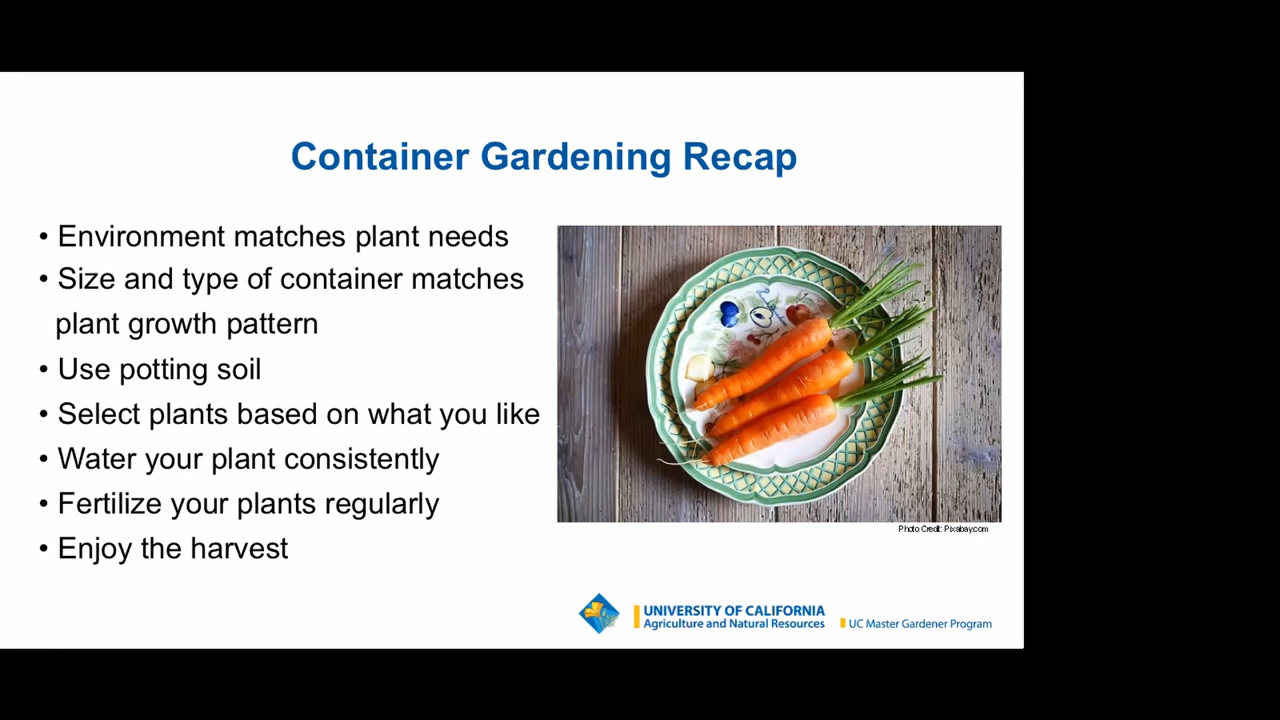 Container Gardening Recap
• Environment matches plant needs
• Size and type of container matches
plant growth pattern
• Use potting soil
• Select plants based on what you like
• Water your plant consistently
• Fertilize your plants regularly
• Enjoy the harvest
Photo Credit: Pixabay.com
UNIVERSITY OF CALIFORNIA
Agriculture and Natural Resources
UC Master Gardener Program